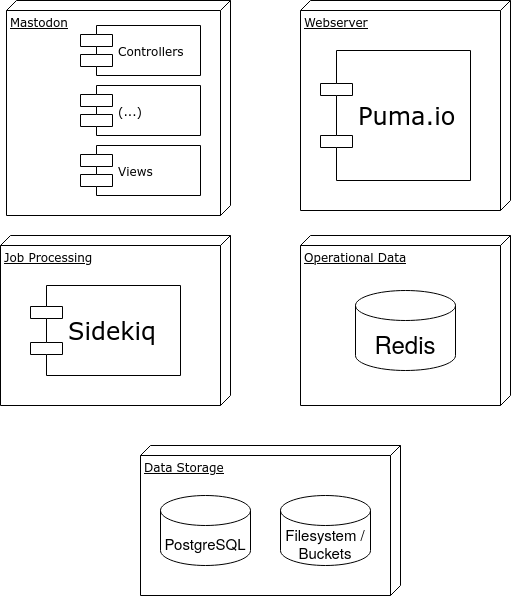 Mastodon
Controllers
(...)
Views
Webserver
Puma.io
Job Processing
Sidekiq
Operational Data
Redis
Data Storage
PostgreSQL
Filesystem /
Buckets